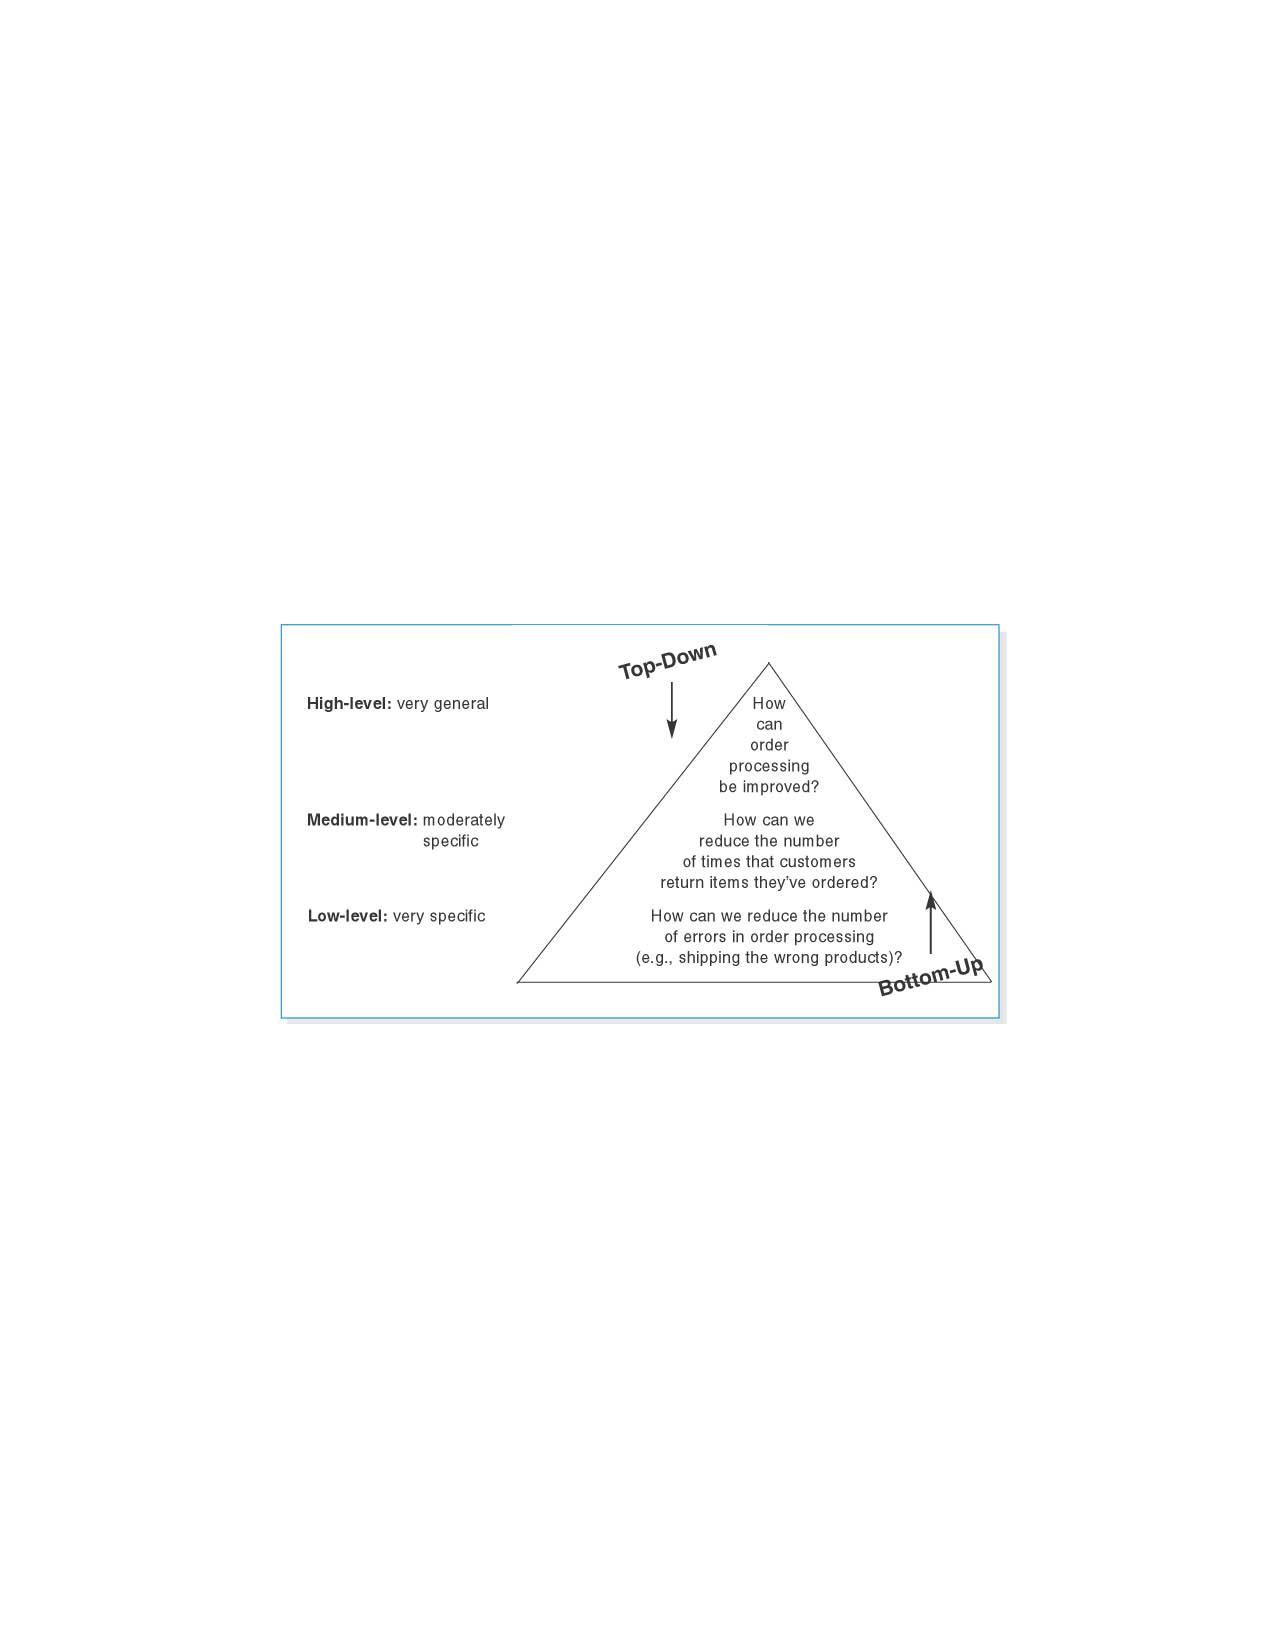 Top-Down
High-level: very general
How
can
order
processing
be improved?
Medium-level: moderately
specific
How can we
reduce the number
of times that customers
return items they’ve ordered?
Low-level: very specific
How can we reduce the number
of errors in order processing
(e.g., shipping the wrong products)?
Bottom-Up